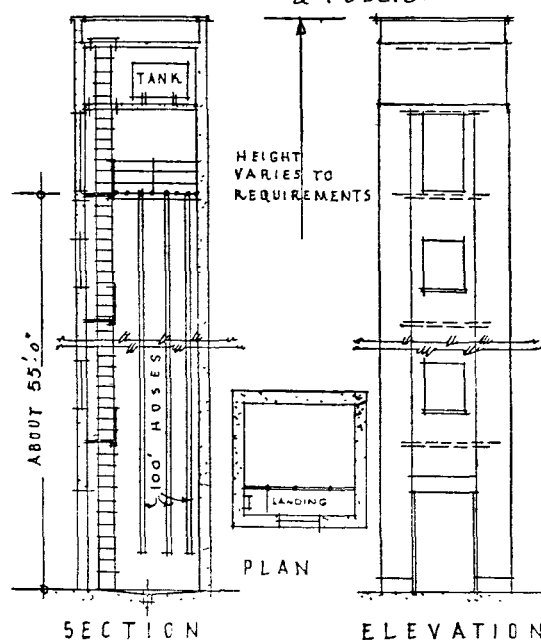 TANK
HEIGHT
VARIES TO
REQUIREMENTS
ABOUT 55'.0"
100' HOSES
LANDING
PLAN
SECTION
ELEVATION